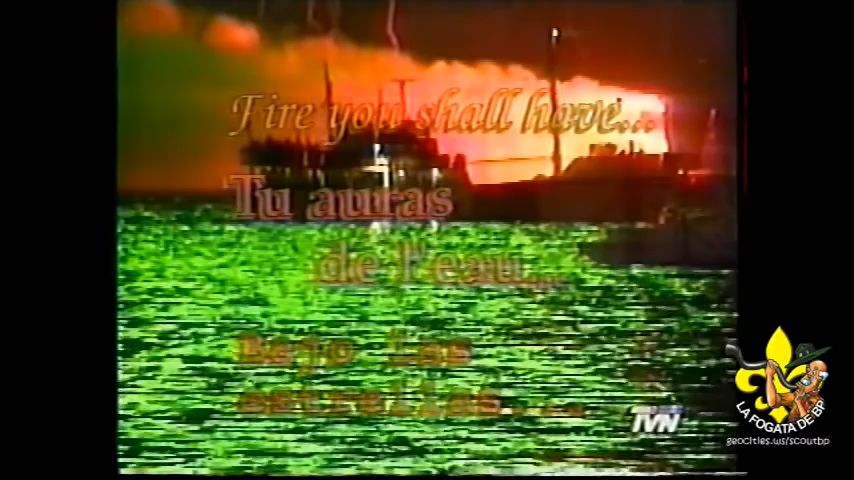 Fire you shall have...
Tu auras
de l'eau...
Bajo las
estrellas.....
TVN
LA FOGATA DE BP
geocities.ws/scoutbp